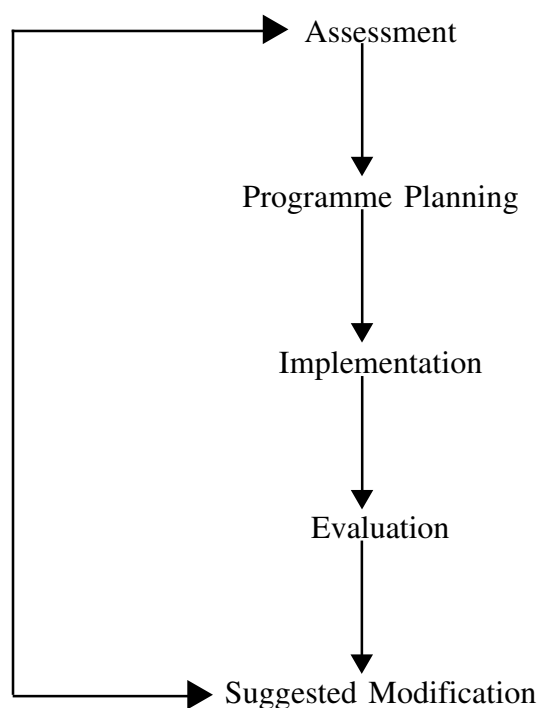 Assessment
Programme Planning
Implementation
Evaluation
Suggested Modification